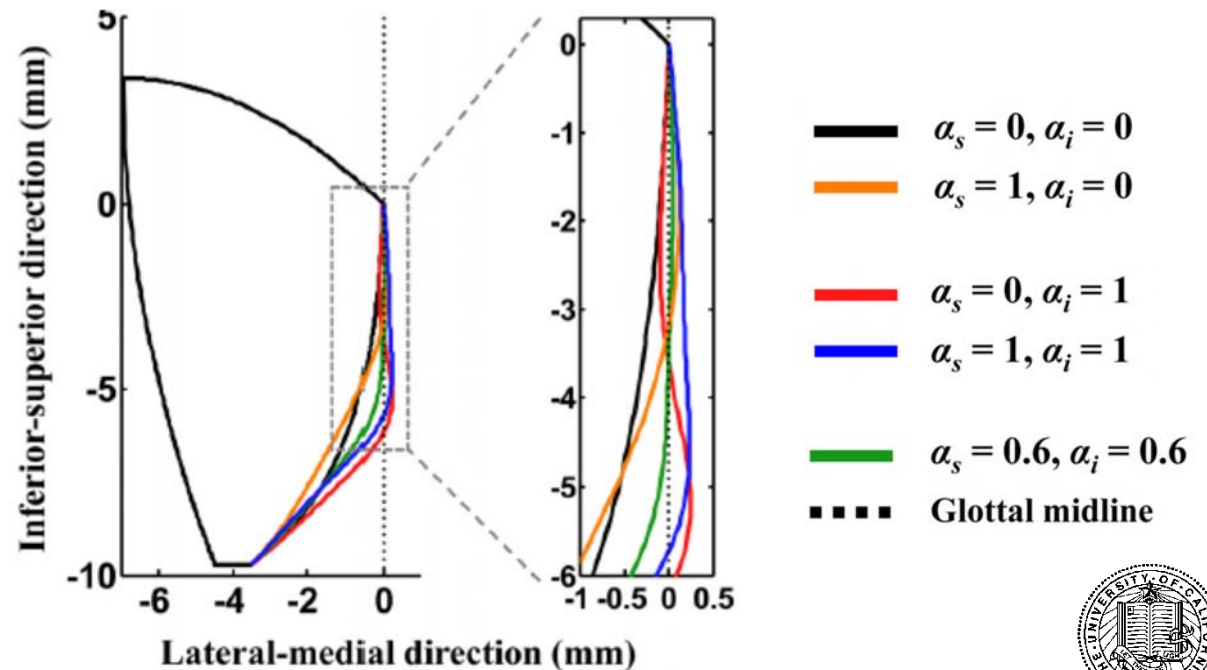 Inferior-superior direction (mm)
5
0
-5
-10
-6
-4
-2
0
Lateral-medial direction (mm)
0
-1
-2
-3
-4
-5
-6
-1
-0.5
0
0.5
αs = 0, αi = 0
αs = 1, αi = 0
αs = 0, αi = 1
αs = 1, αi = 1
αs = 0.6, αi = 0.6
Glottal midline